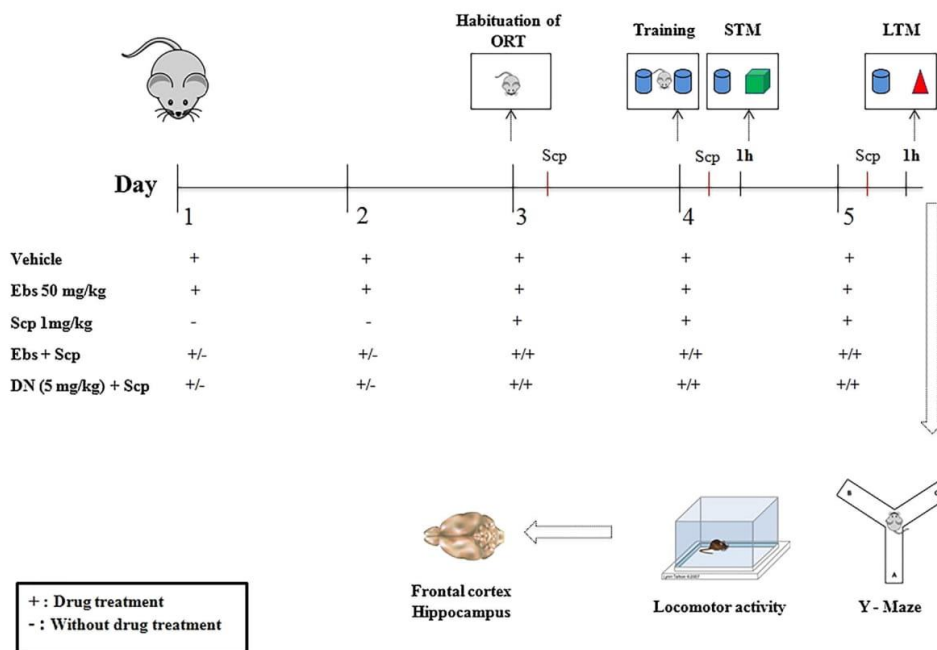 Habituation of
ORT
Training
STM
LTM
Scp
Scp
1h
Scp
1h
Day
1
2
3
4
5
Vehicle + + + + +
Ebs 50 mg/kg + + + + +
Scp 1mg/kg - - + + +
Ebs + Scp +/- +/- +/+ +/+ +/+
DN (5 mg/kg) + Scp +/- +/- +/+ +/+ +/+
B
A
Frontal cortex
Hippocampus
Locomotor activity
Y - Maze
+ : Drug treatment
- : Without drug treatment